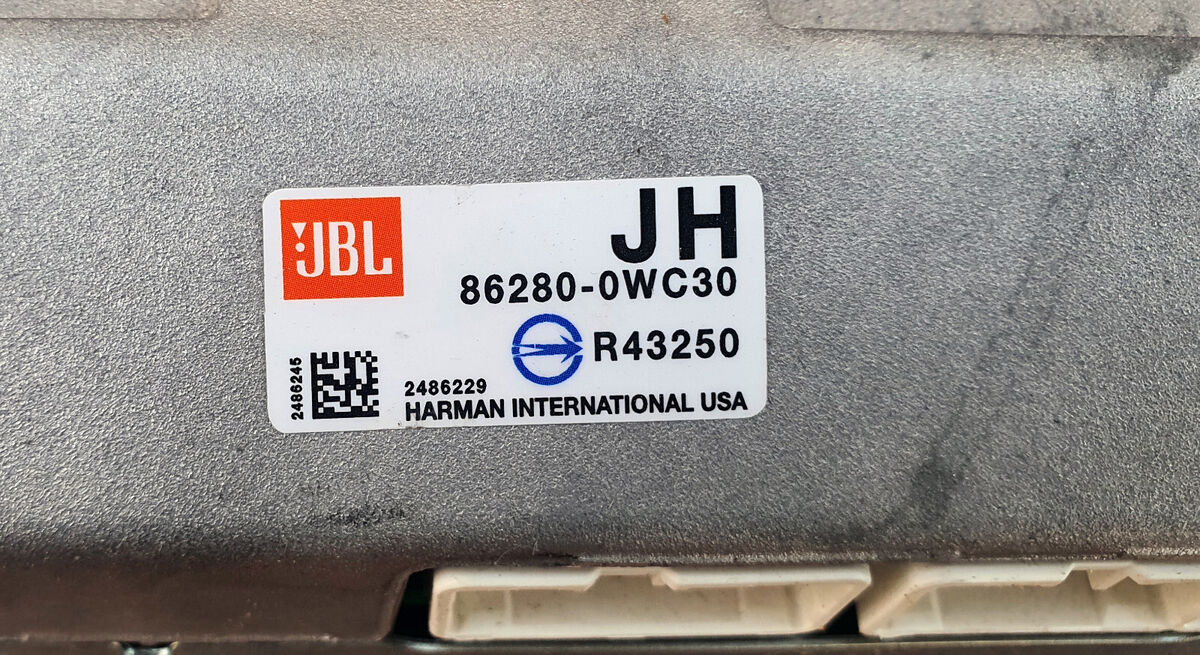 JBL
JH
86280-0WC30
R43250
2486245
2486229
HARMAN INTERNATIONAL USA